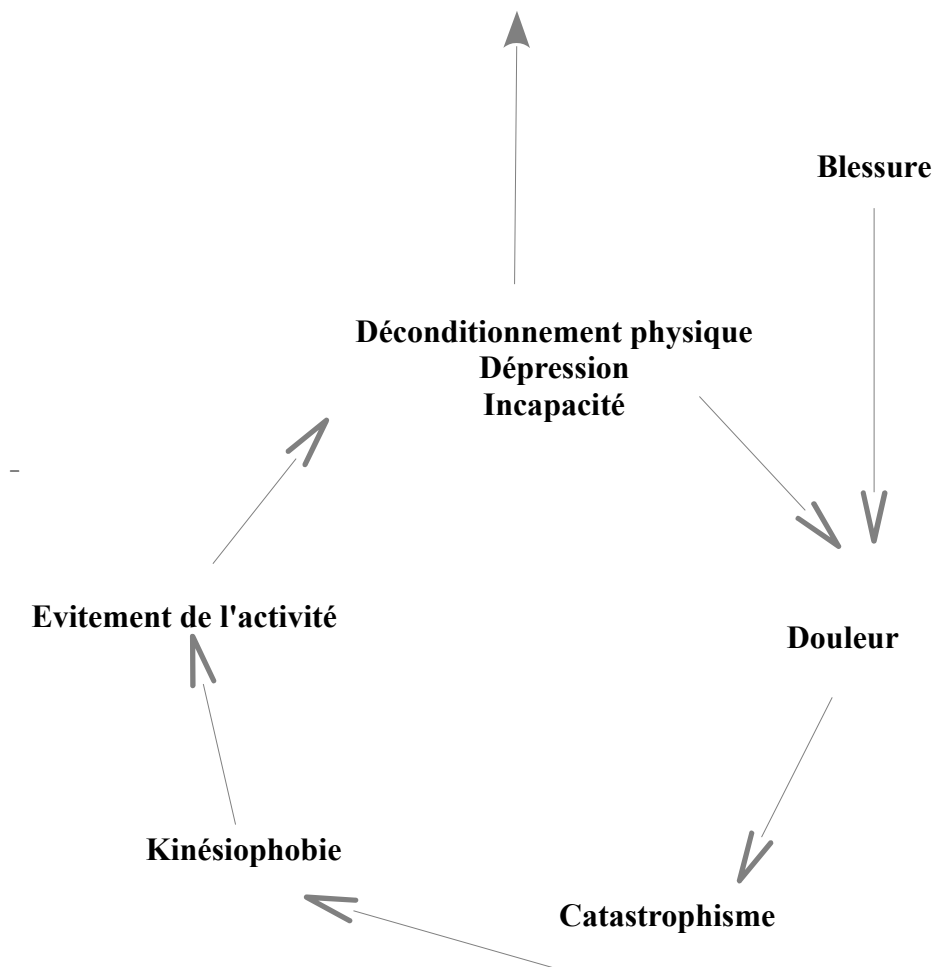 Blessure
Déconditionnement physique
Dépression
Incapacité
Evitement de l'activité
Douleur
Kinésiophobie
Catastrophisme